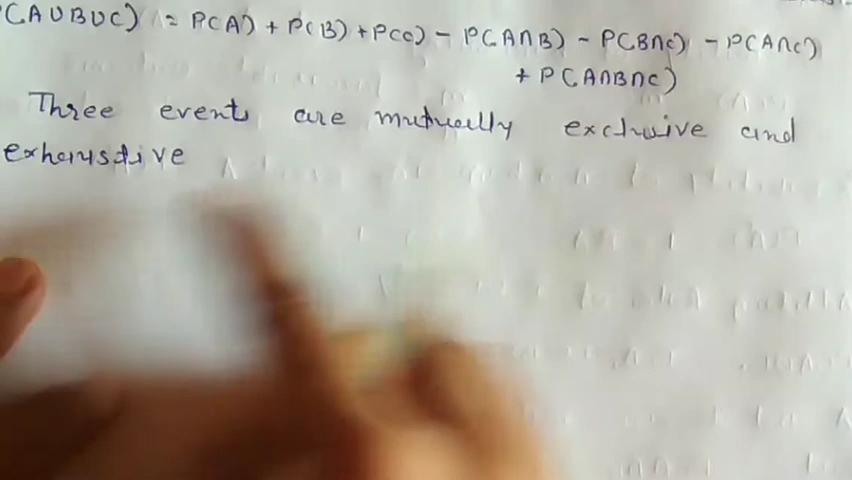 P(AUBUC) = P(A) + P(B) + P(C) - P(A∩B) - P(B∩C) - P(A∩C)
+ P(A∩B∩C)
Three events are mutually exclusive and
exhaustive